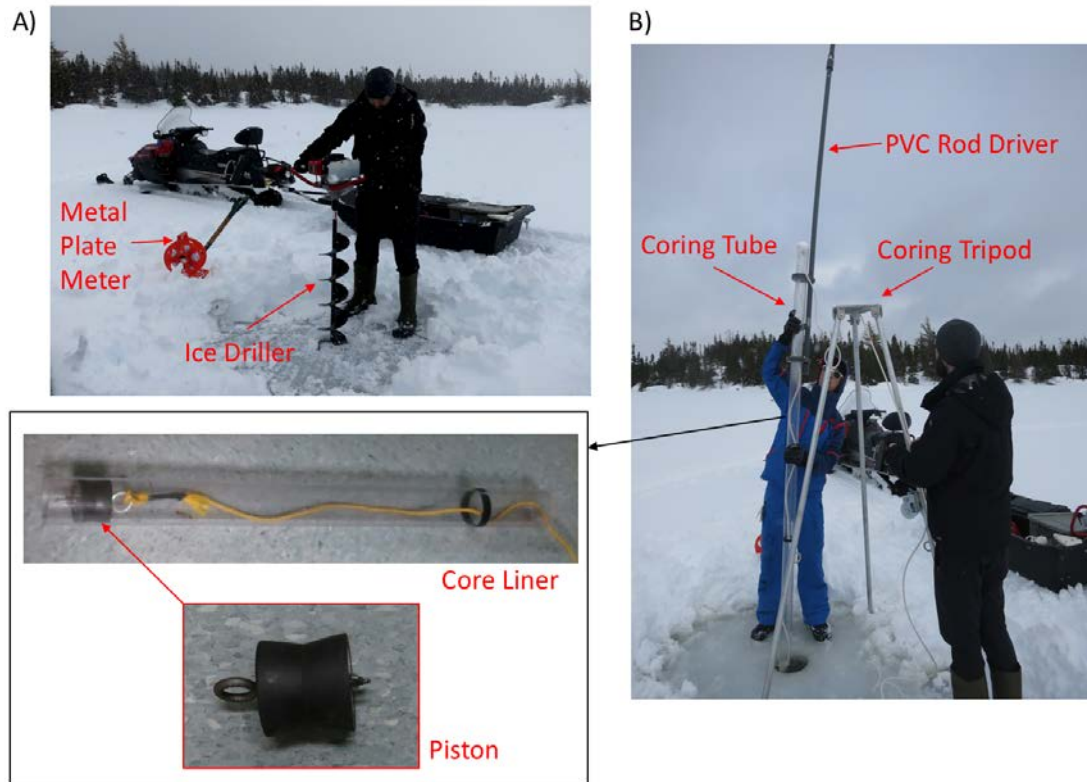 A)
Metal
Plate
Meter
Ice Driller
Core Liner
Piston
B)
PVC Rod Driver
Coring Tube
Coring Tripod